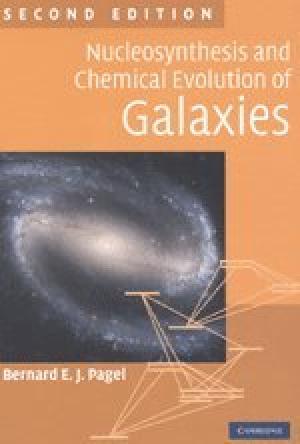 SECOND EDITION
Nucleosynthesis and
Chemical Evolution of
Galaxies
Bernard E. J. Pagel
CAMBRIDGE